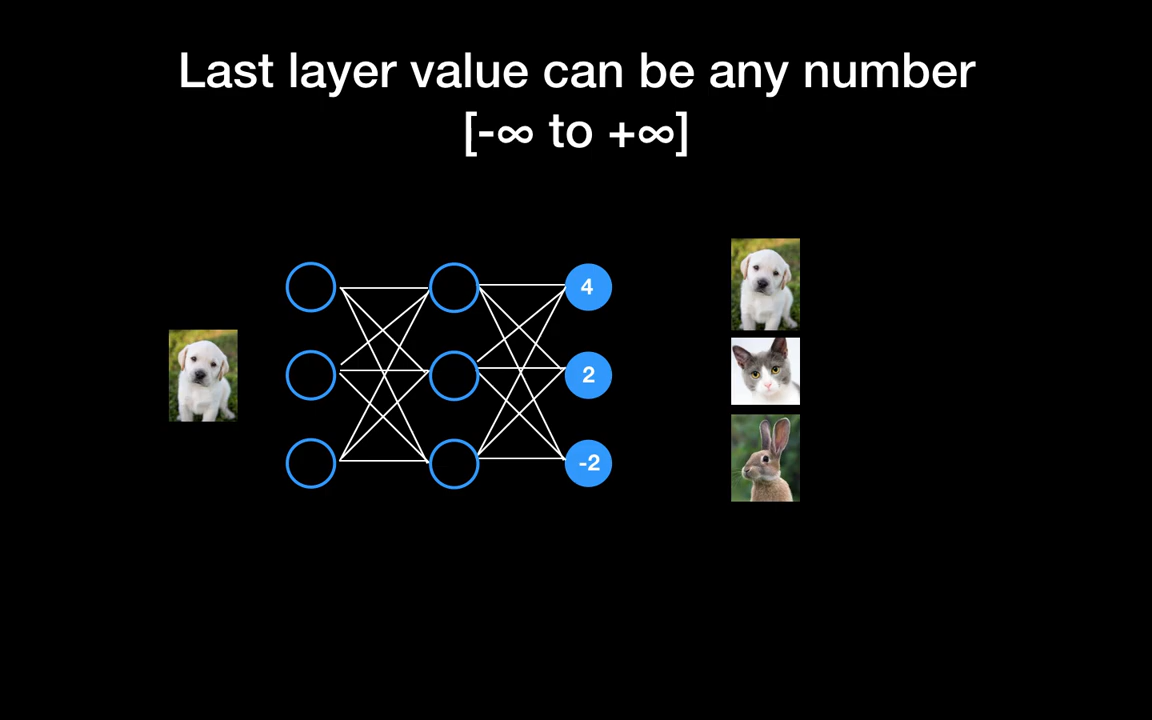 Last layer value can be any number
[-∞ to +∞]
4
2
-2